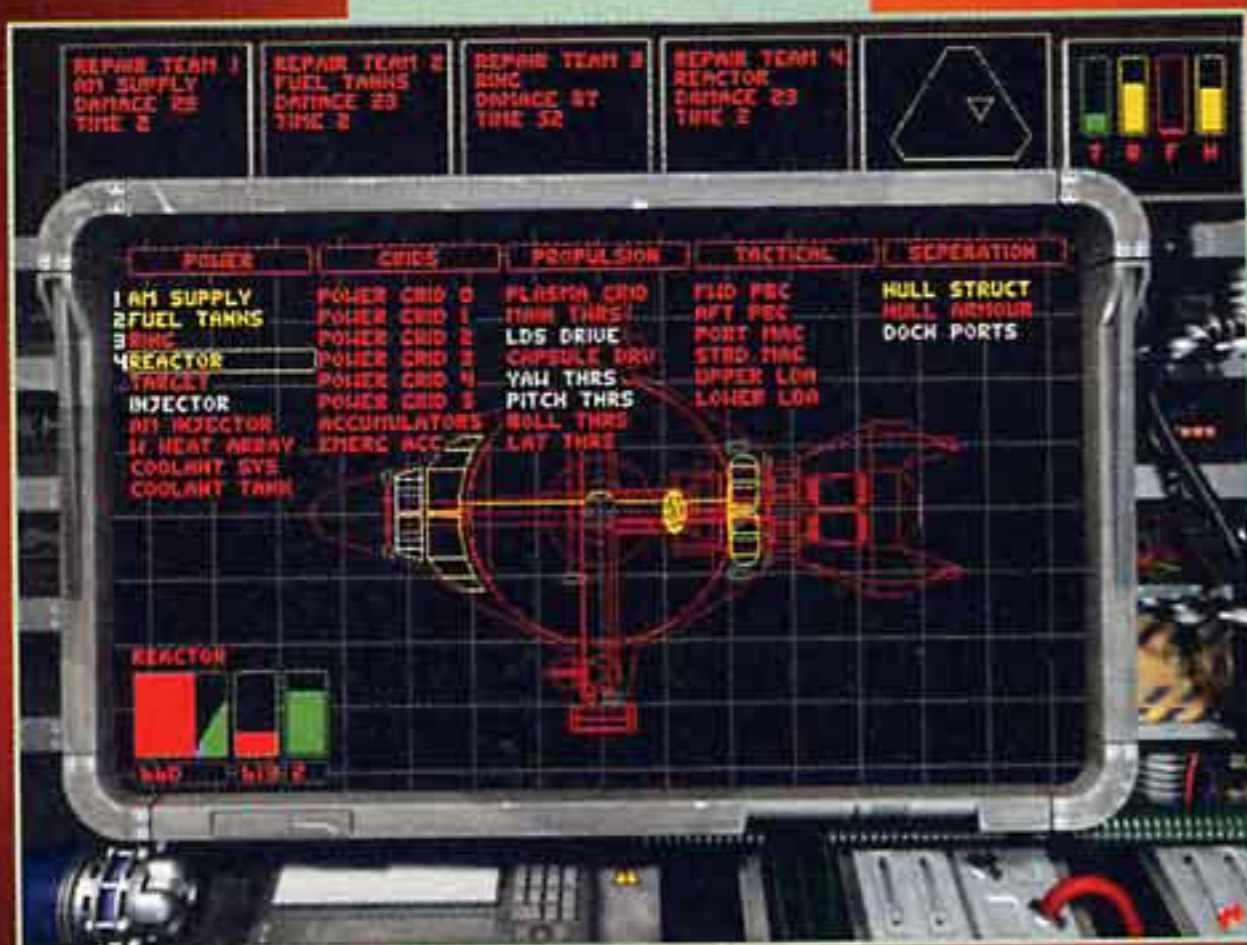 REPAIR TEAM 1
AM SUPPLY
DAMAGE 25
TIME 2
REPAIR TEAM 2
FUEL TANKS
DAMAGE 23
TIME 2
REPAIR TEAM 3
RING
DAMAGE 87
TIME 52
REPAIR TEAM 4
REACTOR
DAMAGE 23
TIME 2
POWER
1 AM SUPPLY
2 FUEL TANKS
3 RING
4 REACTOR
TARGET
INJECTOR
AM INJECTOR
W HEAT ARRAY
COOLANT SYS
COOLANT TANK
GRIDS
POWER GRID 0
POWER GRID 1
POWER GRID 2
POWER GRID 3
POWER GRID 4
POWER GRID 5
ACCUMULATORS
EMERG ACC
PROPULSION
PLASMA GRID
MAIN THRS
LDS DRIVE
CAPSULE DRV
YAW THRS
PITCH THRS
ROLL THRS
LAT THRS
TACTICAL
FWD PBC
AFT PBC
PORT MAC
STBD MAC
UPPER LDA
LOWER LDA
SEPERATION
HULL STRUCT
HULL ARMOUR
DOCK PORTS
REACTOR